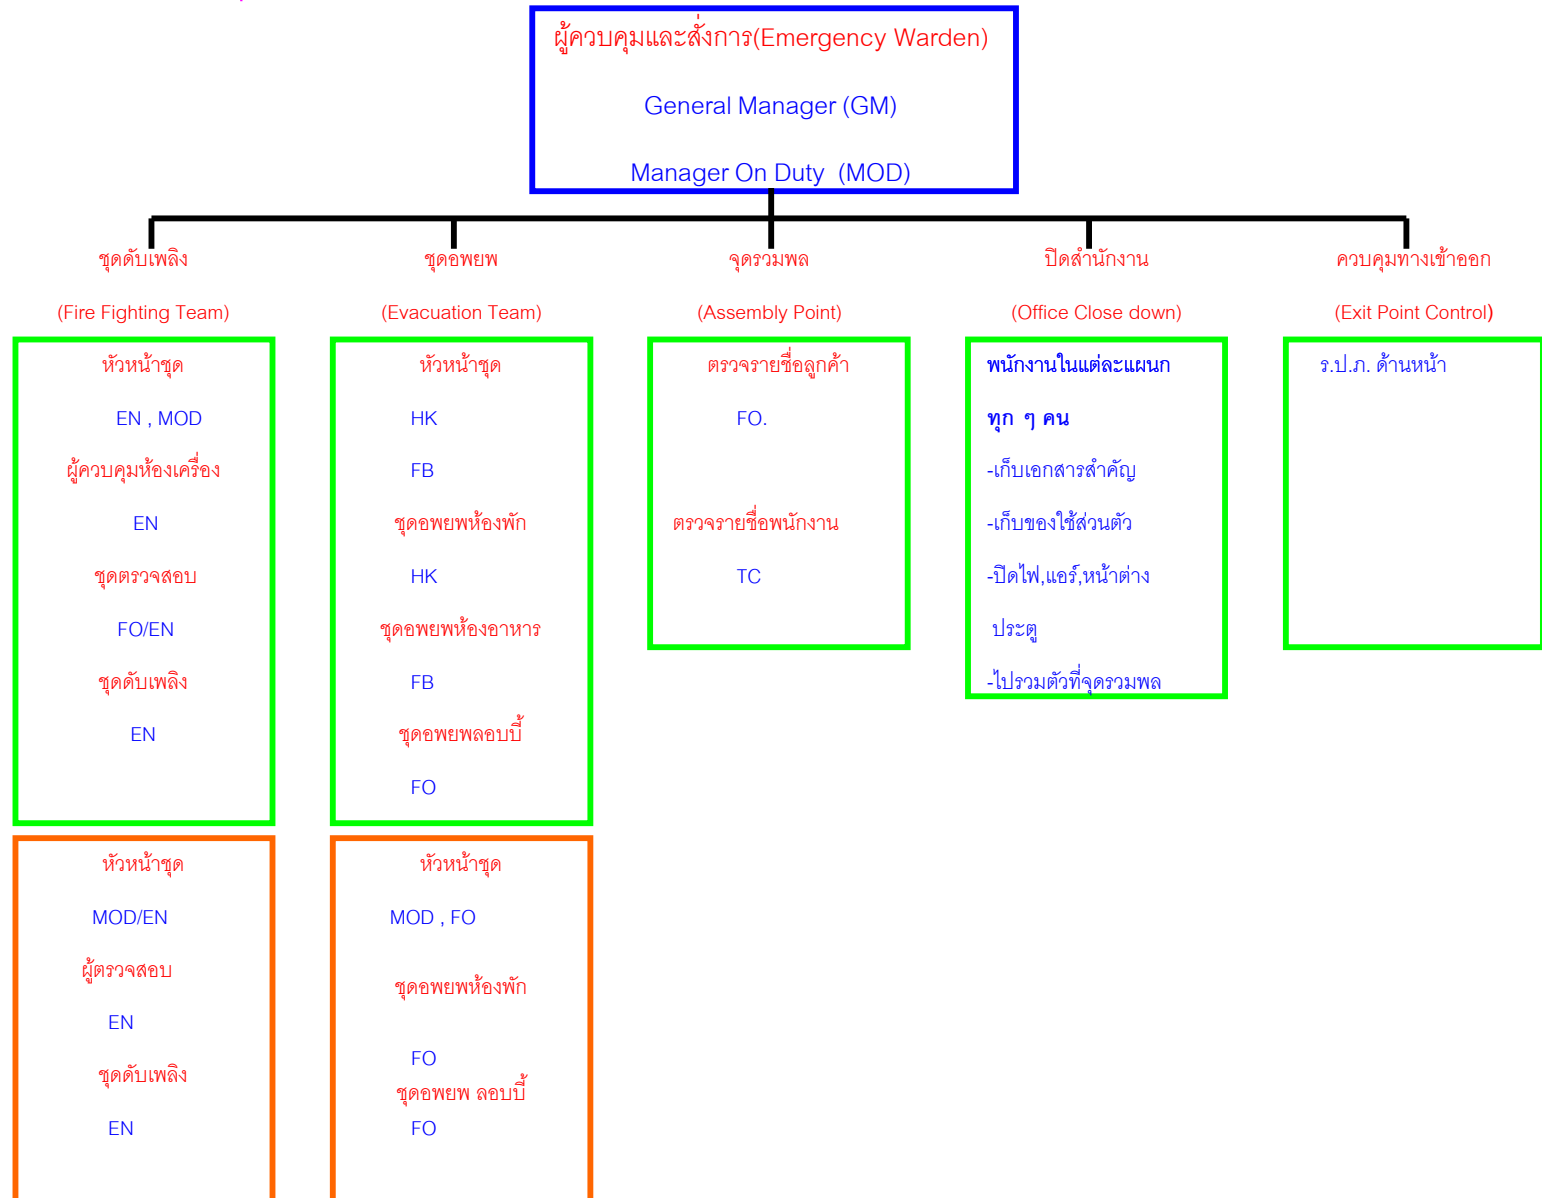 ผู้ควบคุมและสั่งการ(Emergency Warden)
General Manager (GM)
Manager On Duty (MOD)
ชุดดับเพลิง
(Fire Fighting Team)
หัวหน้าชุด
EN , MOD
ผู้ควบคุมห้องเครื่อง
EN
ชุดตรวจสอบ
FO/EN
ชุดดับเพลิง
EN
หัวหน้าชุด
MOD/EN
ผู้ตรวจสอบ
EN
ชุดดับเพลิง
EN
ชุดอพยพ
(Evacuation Team)
หัวหน้าชุด
HK
FB
ชุดอพยพห้องพัก
HK
ชุดอพยพห้องอาหาร
FB
ชุดอพยพลอบบี้
FO
หัวหน้าชุด
MOD , FO
ชุดอพยพห้องพัก
FO
ชุดอพยพ ลอบบี้
FO
จุดรวมพล
(Assembly Point)
ตรวจรายชื่อลูกค้า
FO.
ตรวจรายชื่อพนักงาน
TC
ปิดสำนักงาน
(Office Close down)
พนักงานในแต่ละแผนก
ทุก ๆ คน
-เก็บเอกสารสำคัญ
-เก็บของใช้ส่วนตัว
-ปิดไฟ,แอร์,หน้าต่าง
ประตู
-ไปรวมตัวที่จุดรวมพล
ควบคุมทางเข้าออก
(Exit Point Control)
ร.ป.ภ. ด้านหน้า